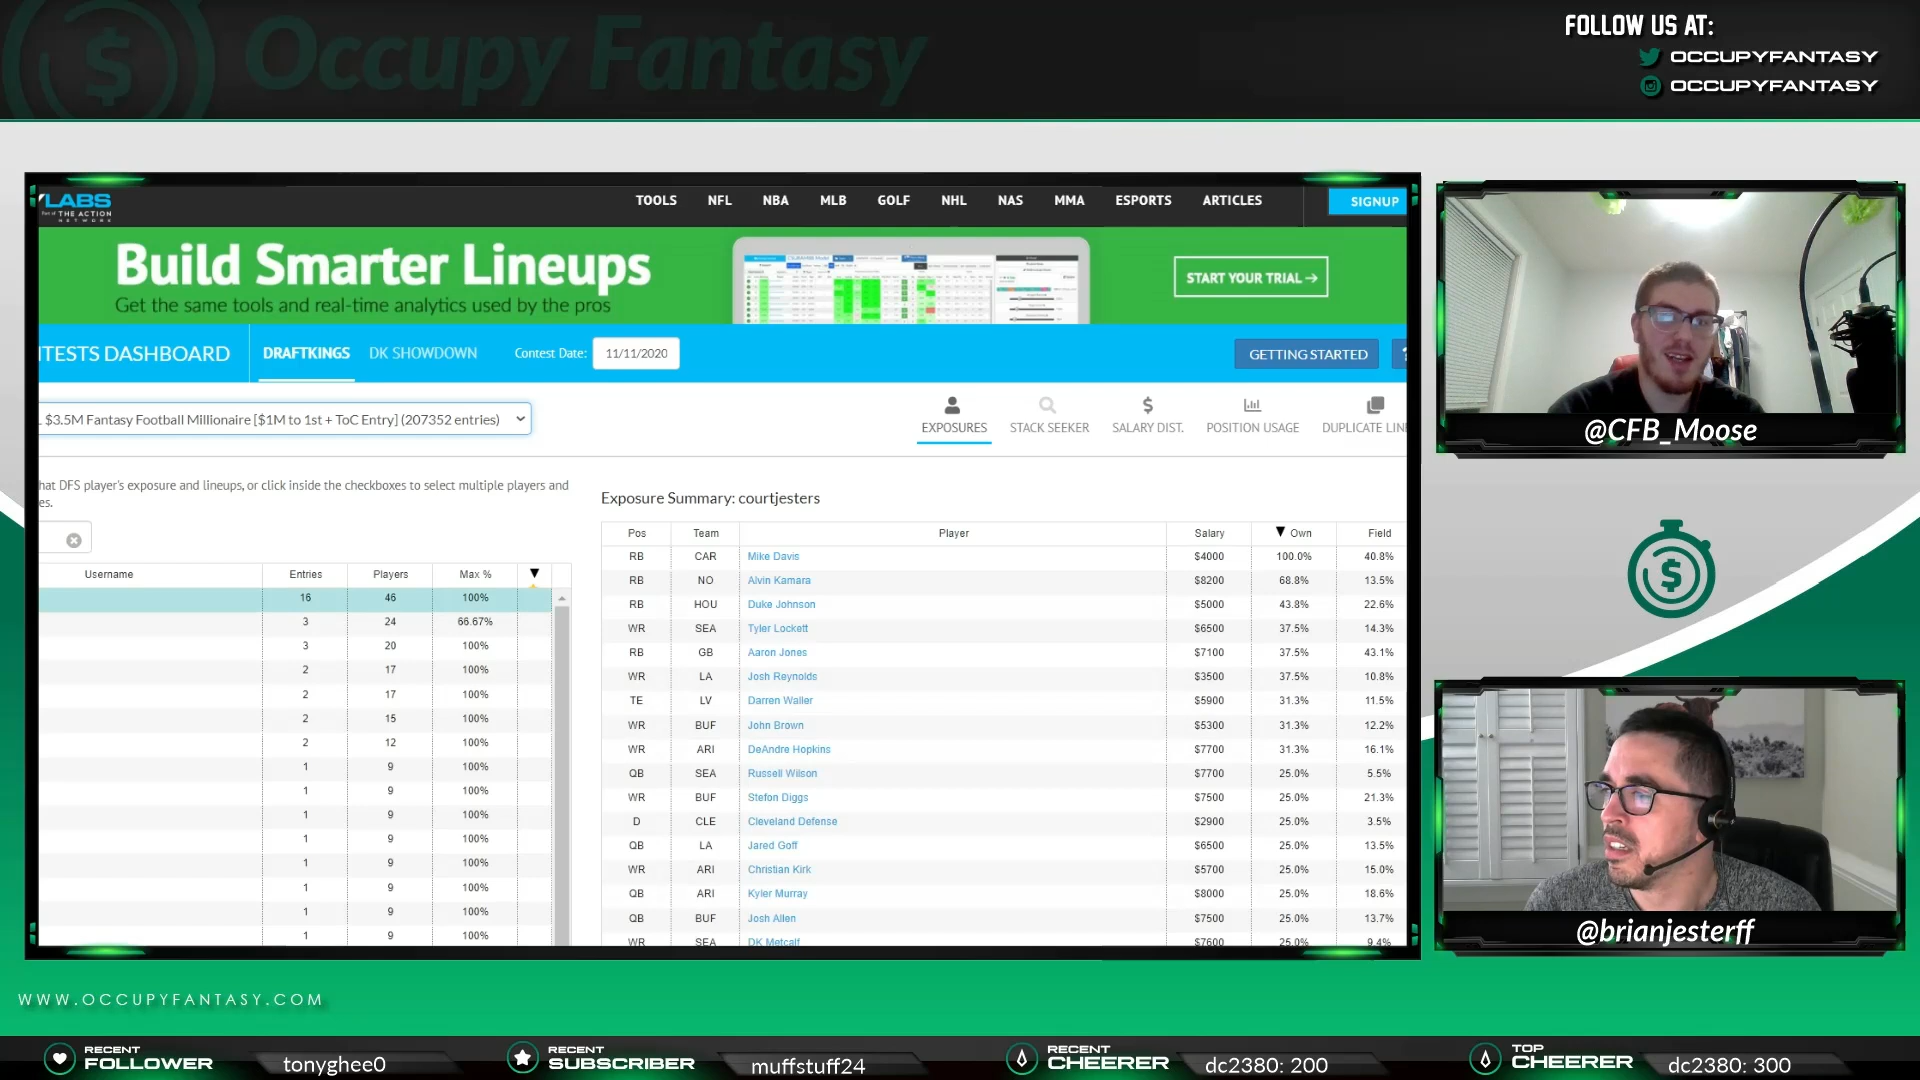 Occupy Fantasy
FOLLOW US AT:
OCCUPYFANTASY
OCCUPYFANTASY
LABS
Part of THE ACTION
NETWORK
TOOLS NFL NBA MLB GOLF NHL NAS MMA ESPORTS ARTICLES SIGNUP
Build Smarter Lineups
Get the same tools and real-time analytics used by the pros
START YOUR TRIAL →
TESTS DASHBOARD DRAFTKINGS DK SHOWDOWN Contest Date: 11/11/2020 GETTING STARTED ?
$3.5M Fantasy Football Millionaire [$1M to 1st + ToC Entry] (207352 entries)
EXPOSURES STACK SEEKER SALARY DIST. POSITION USAGE DUPLICATE LIN
hat DFS player's exposure and lineups, or click inside the checkboxes to select multiple players and
es.
Username Entries Players Max %
16 46 100%
3 24 66.67%
3 20 100%
2 17 100%
2 17 100%
2 15 100%
2 12 100%
1 9 100%
1 9 100%
1 9 100%
1 9 100%
1 9 100%
1 9 100%
1 9 100%
1 9 100%
Exposure Summary: courtjesters
Pos Team Player Salary Own Field
RB CAR Mike Davis $4000 100.0% 40.8%
RB NO Alvin Kamara $8200 68.8% 13.5%
RB HOU Duke Johnson $5000 43.8% 22.6%
WR SEA Tyler Lockett $6500 37.5% 14.3%
RB GB Aaron Jones $7100 37.5% 43.1%
WR LA Josh Reynolds $3500 37.5% 10.8%
TE LV Darren Waller $5900 31.3% 11.5%
WR BUF John Brown $5300 31.3% 12.2%
WR ARI DeAndre Hopkins $7700 31.3% 16.1%
QB SEA Russell Wilson $7700 25.0% 5.5%
WR BUF Stefon Diggs $7500 25.0% 21.3%
D CLE Cleveland Defense $2900 25.0% 3.5%
QB LA Jared Goff $6500 25.0% 13.5%
WR ARI Christian Kirk $5700 25.0% 15.0%
QB ARI Kyler Murray $8000 25.0% 18.6%
QB BUF Josh Allen $7500 25.0% 13.7%
WR SEA DK Metcalf $7600 25.0% 9.4%
@CFB_Moose
@brianjesterff
WWW.OCCUPYFANTASY.COM
RECENT
FOLLOWER tonyghee0
RECENT
SUBSCRIBER muffstuff24
RECENT
CHEERER dc2380: 200
TOP
CHEERER dc2380: 300